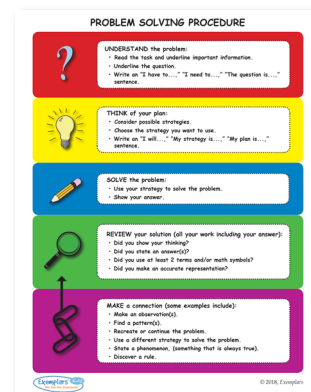 PROBLEM SOLVING PROCEDURE
UNDERSTAND the problem:
• Read the task and underline important information.
• Underline the question.
• Write an "I have to...," "I need to...," "The question is...,"
sentence.
THINK of your plan:
• Consider possible strategies.
• Choose the strategy you want to use.
• Write an "I will...," "My strategy is...," "My plan is...,"
sentence.
SOLVE the problem:
• Use your strategy to solve the problem.
• Show your answer.
REVIEW your solution (all your work including your answer):
• Did you show your thinking?
• Did you state an answer(s)?
• Did you use at least 2 terms and/or math symbols?
• Did you make an accurate representation?
MAKE a connection (some examples include):
• Make an observation(s).
• Find a pattern(s).
• Recreate or continue the problem.
• Use a different strategy to solve the problem.
• State a phenomenon, (something that is always true).
• Discover a rule.
Exemplars
© 2018, Exemplars